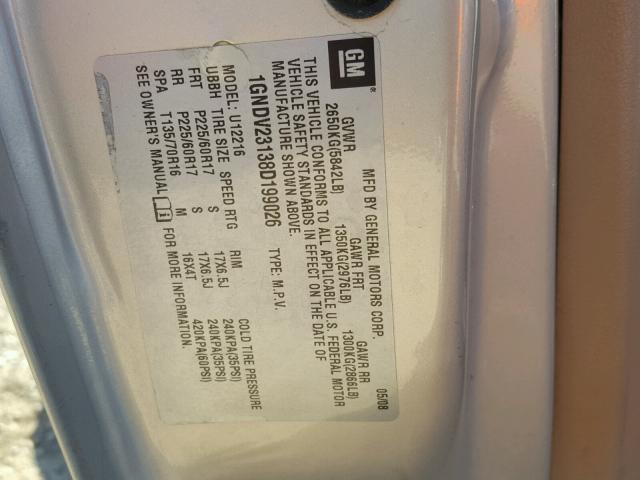 GM ®
MFD BY GENERAL MOTORS CORP. 05/08
GVWR GAWR FRT GAWR RR
2650KG(5842LB) 1350KG(2976LB) 1300KG(2866LB)
THIS VEHICLE CONFORMS TO ALL APPLICABLE U.S. FEDERAL MOTOR
VEHICLE SAFETY STANDARDS IN EFFECT ON THE DATE OF
MANUFACTURE SHOWN ABOVE.
1GNDV23138D199026 TYPE: M.P.V.
MODEL: U12216
UBBH TIRE SIZE SPEED RTG RIM COLD TIRE PRESSURE
FRT P225/60R17 S 17X6.5J 240KPA(35PSI)
RR P225/60R17 S 17X6.5J 240KPA(35PSI)
SPA T135/70R16 M 16X4T 420KPA(60PSI)
SEE OWNER'S MANUAL i FOR MORE INFORMATION.